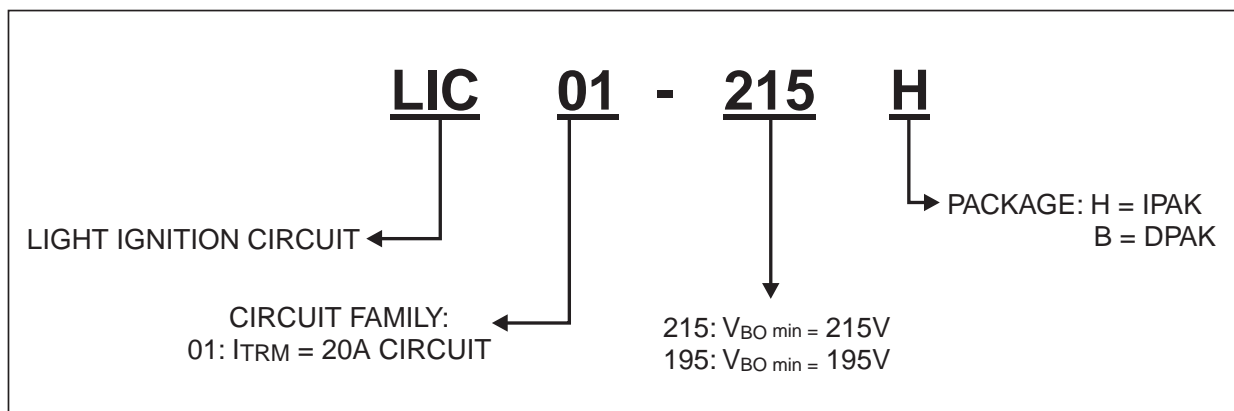 LIC 01 - 215 H
PACKAGE: H = IPAK
B = DPAK
LIGHT IGNITION CIRCUIT
CIRCUIT FAMILY:
01: ITRM = 20A CIRCUIT
215: VBO min = 215V
195: VBO min = 195V